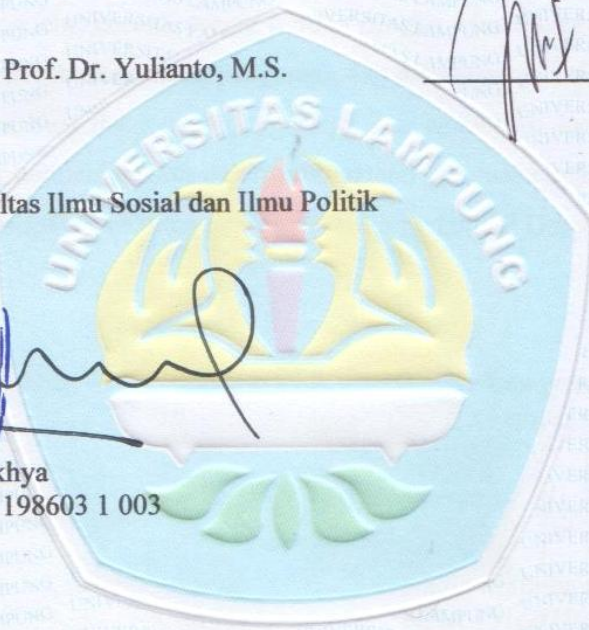 Prof. Dr. Yulianto, M.S.
UNIVERSITAS LAMPUNG
ltas Ilmu Sosial dan Ilmu Politik
khya
198603 1 003